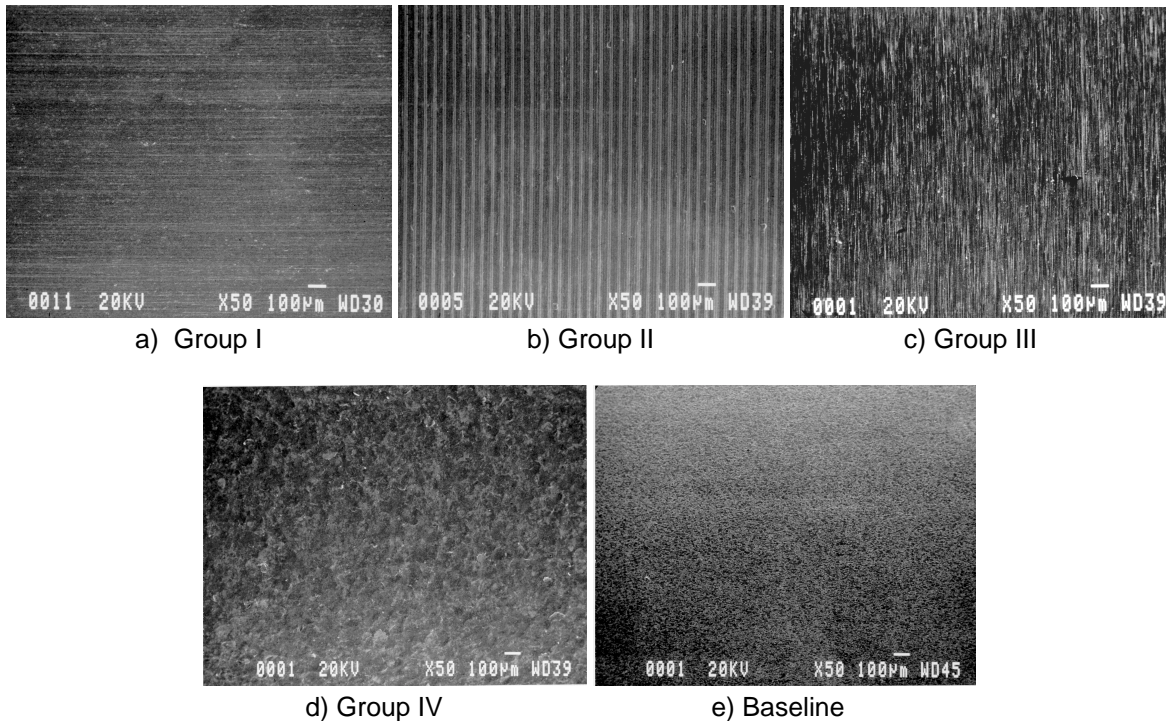 0011 20KV X50 100µm WD30
0005 20KV X50 100µm WD39
0001 20KV X50 100µm WD39
a) Group I
b) Group II
c) Group III
0001 20KV X50 100µm WD39
0001 20KV X50 100µm WD45
d) Group IV
e) Baseline